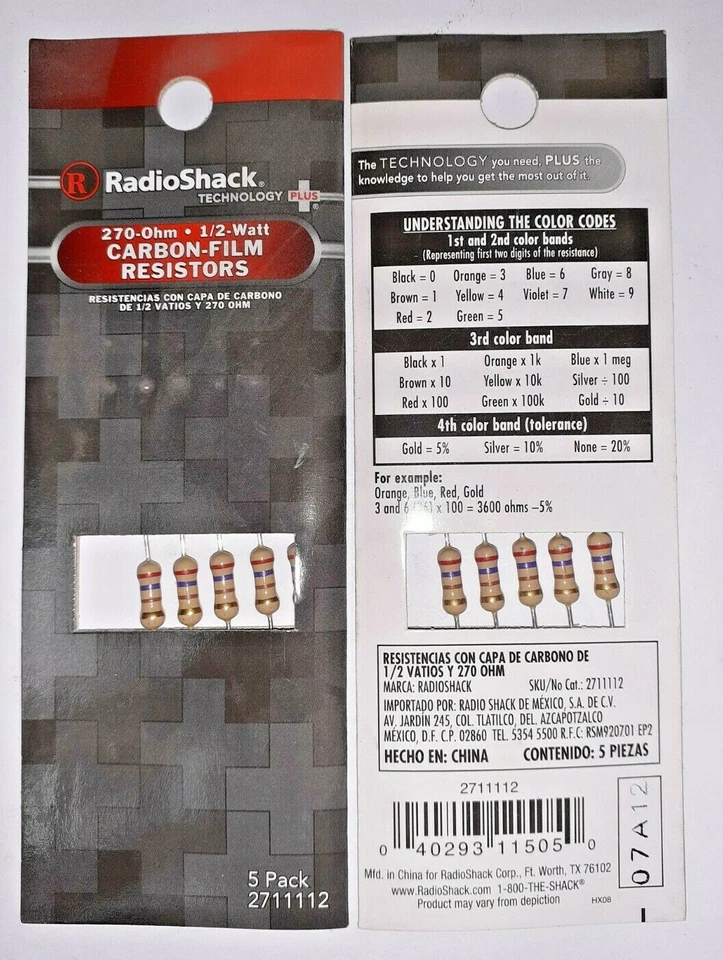 R RadioShack®
TECHNOLOGY PLUS®
270-Ohm • 1/2-Watt
CARBON-FILM
RESISTORS
RESISTENCIAS CON CAPA DE CARBONO
DE 1/2 VATIOS Y 270 OHM
5 Pack
2711112
The TECHNOLOGY you need, PLUS the
knowledge to help you get the most out of it.
UNDERSTANDING THE COLOR CODES
1st and 2nd color bands
(Representing first two digits of the resistance)
Black = 0 Orange = 3 Blue = 6 Gray = 8
Brown = 1 Yellow = 4 Violet = 7 White = 9
Red = 2 Green = 5
3rd color band
Black x 1 Orange x 1k Blue x 1 meg
Brown x 10 Yellow x 10k Silver ÷ 100
Red x 100 Green x 100k Gold ÷ 10
4th color band (tolerance)
Gold = 5% Silver = 10% None = 20%
For example:
Orange, Blue, Red, Gold
3 and 6 (36) x 100 = 3600 ohms –5%
RESISTENCIAS CON CAPA DE CARBONO DE
1/2 VATIOS Y 270 OHM
MARCA: RADIOSHACK SKU/No Cat.: 2711112
IMPORTADO POR: RADIO SHACK DE MÉXICO, S.A. DE C.V.
AV. JARDÍN 245, COL. TLATILCO, DEL. AZCAPOTZALCO
MÉXICO, D.F. C.P. 02860 TEL. 5354 5500 R.F.C: RSM920701 EP2
HECHO EN: CHINA CONTENIDO: 5 PIEZAS
2711112
0 40293 11505 0
07A12
Mfd. in China for RadioShack Corp., Ft. Worth, TX 76102
www.RadioShack.com 1-800-THE-SHACK®
Product may vary from depiction HX08